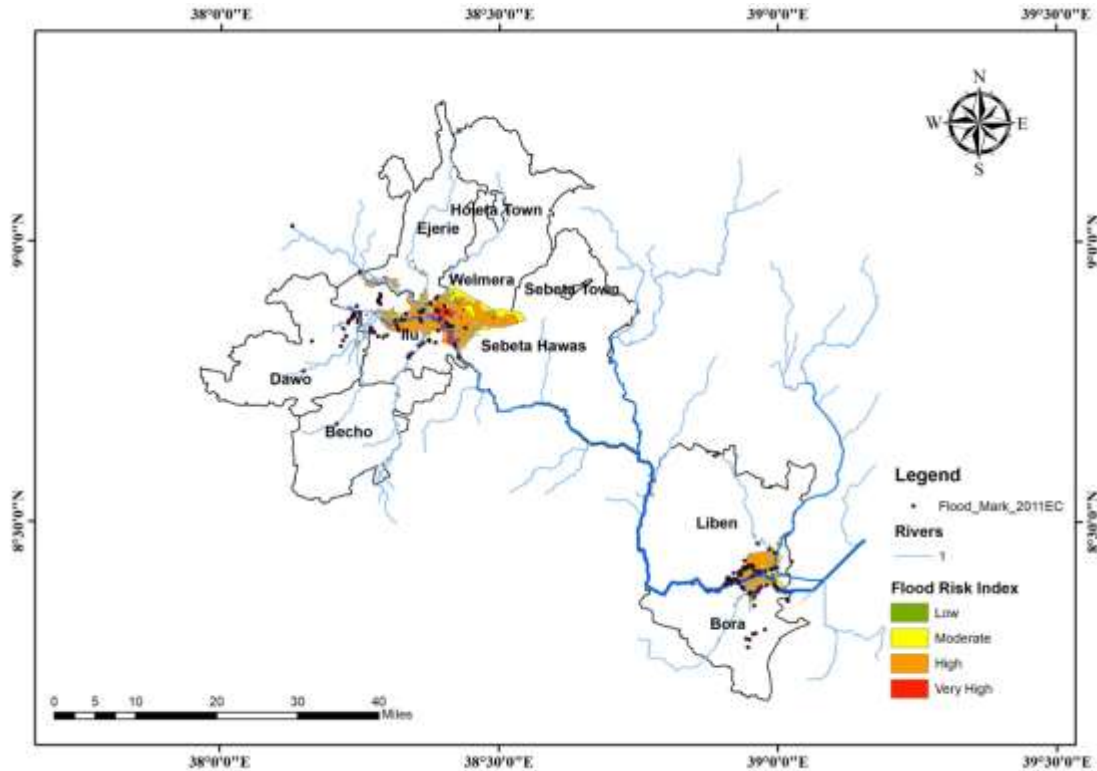 38°0'0"E 38°30'0"E 39°0'0"E 39°30'0"E
N
W E
S
Holeta Town
Ejerie
9°0'0"N 9°0'0"N
Welmera
Sebeta Town
Ilu
Sebeta Hawas
Dawo
Becho
Legend
Flood_Mark_2011EC
Liben
8°30'0"N 8°30'0"N
Rivers
1
Flood Risk Index
Low
Bora
Moderate
High
Very High
0 5 10 20 30 40
Miles
38°0'0"E 38°30'0"E 39°0'0"E 39°30'0"E